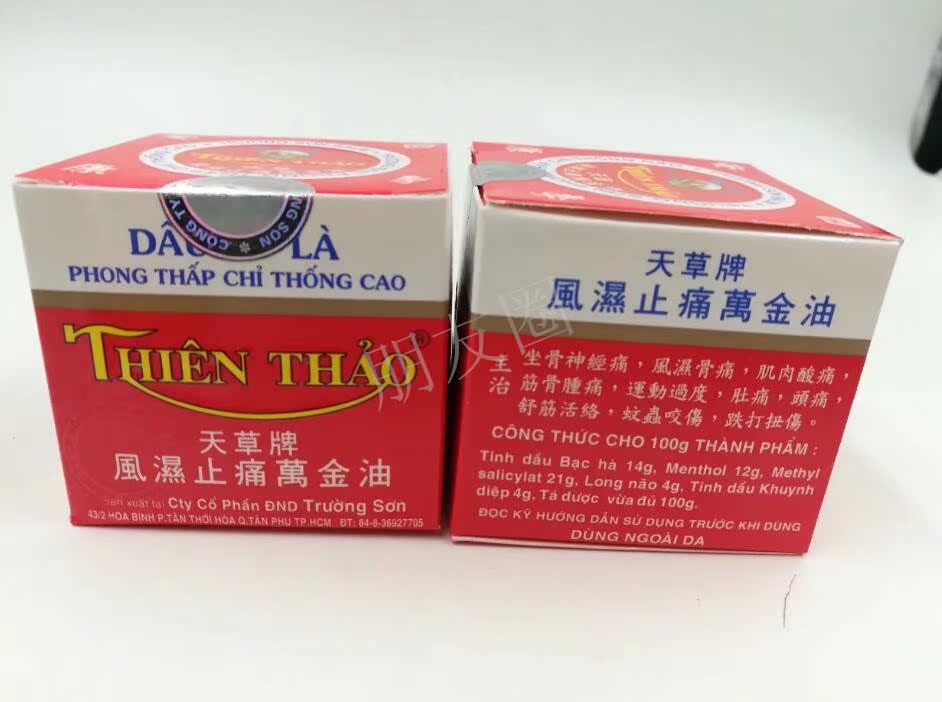 LÀ
PHONG THẤP CHỈ THỐNG CAO
THIÊN THẢO®
天草牌
風濕止痛萬金油
xuất tại Cty Cổ Phần ĐND Trường Sơn
43/2 HÒA BÌNH P.TÂN THỚI HÒA Q.TÂN PHÚ TP.HCM ĐT: 84-8-36927705
SƠN * CÔNG TY
天草牌
風濕止痛萬金油
主治
坐骨神經痛，風濕骨痛，肌肉酸痛，
筋骨腫痛，運動過度，肚痛，頭痛，
舒筋活絡，蚊蟲咬傷，跌打扭傷。
CÔNG THỨC CHO 100g THÀNH PHẨM :
Tinh dầu Bạc hà 14g, Menthol 12g, Methyl
salicylat 21g, Long não 4g, Tinh dầu Khuynh
diệp 4g, Tá dược vừa đủ 100g.
ĐỌC KỸ HƯỚNG DẪN SỬ DỤNG TRƯỚC KHI DÙNG
DÙNG NGOÀI DA
朋友圈